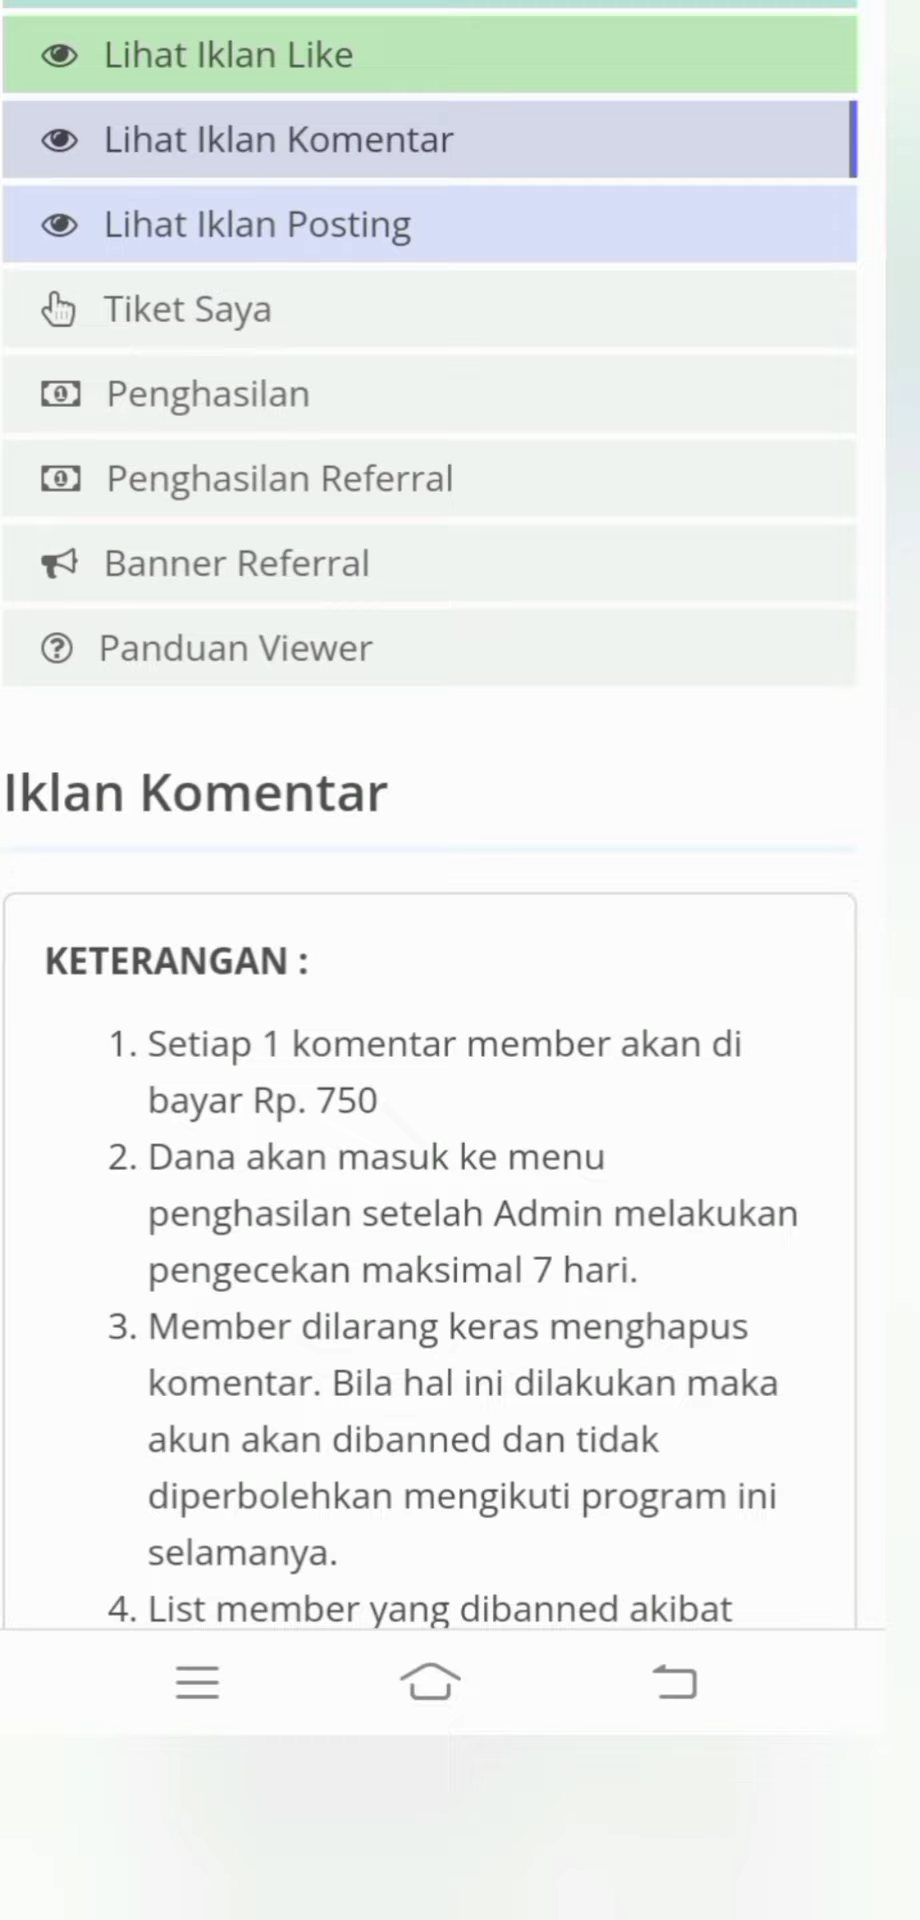 Lihat Iklan Like
Lihat Iklan Komentar
Lihat Iklan Posting
Tiket Saya
Penghasilan
Penghasilan Referral
Banner Referral
Panduan Viewer
Iklan Komentar
KETERANGAN :
1. Setiap 1 komentar member akan di
bayar Rp. 750
2. Dana akan masuk ke menu
penghasilan setelah Admin melakukan
pengecekan maksimal 7 hari.
3. Member dilarang keras menghapus
komentar. Bila hal ini dilakukan maka
akun akan dibanned dan tidak
diperbolehkan mengikuti program ini
selamanya.
4. List member yang dibanned akibat